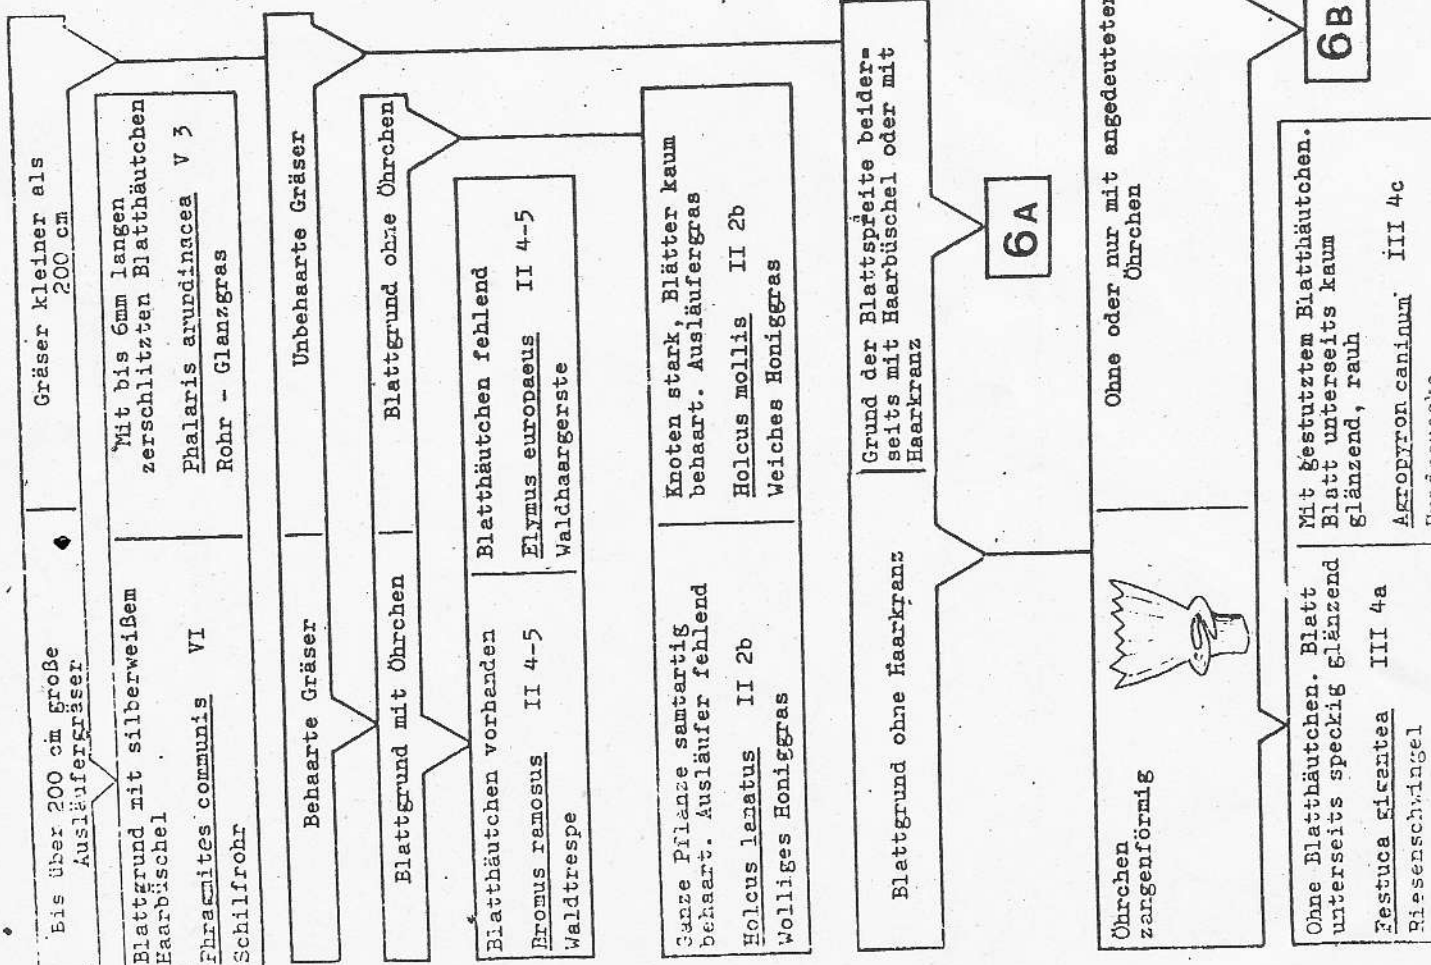 Bis über 200 cm große
Ausläufergräser
Gräser kleiner als
200 cm
Blattgrund mit silberweißem
Haarbüschel
Phragmites communis VI
Schilfrohr
Mit bis 6mm langen
zerschlitzten Blatthäutchen
Phalaris arurdinacea V 3
Rohr - Glanzgras
Behaarte Gräser
Unbehaarte Gräser
Blattgrund mit Öhrchen
Blattgrund ohne Öhrchen
Blatthäutchen vorhanden
Bromus ramosus II 4-5
Waldtrespe
Blatthäutchen fehlend
Elymus europaeus II 4-5
Waldhaargerste
Ganze Pflanze samtartig
behaart. Ausläufer fehlend
Holcus lanatus II 2b
Wolliges Honiggras
Knoten stark, Blätter kaum
behaart. Ausläufergras
Holcus mollis II 2b
Weiches Honiggras
Blattgrund ohne Haarkranz
Grund der Blattspreite beider-
seits mit Haarbüschel oder mit
Haarkranz
6A
Öhrchen
zangenförmig
Ohne oder nur mit angedeuteten
Öhrchen
6B
Ohne Blatthäutchen. Blatt
unterseits speckig glänzend
Festuca gigantea III 4a
Riesenschwingel
Mit gestutztem Blatthäutchen.
Blatt unterseits kaum
glänzend, rauh
Agropyron caninum III 4c